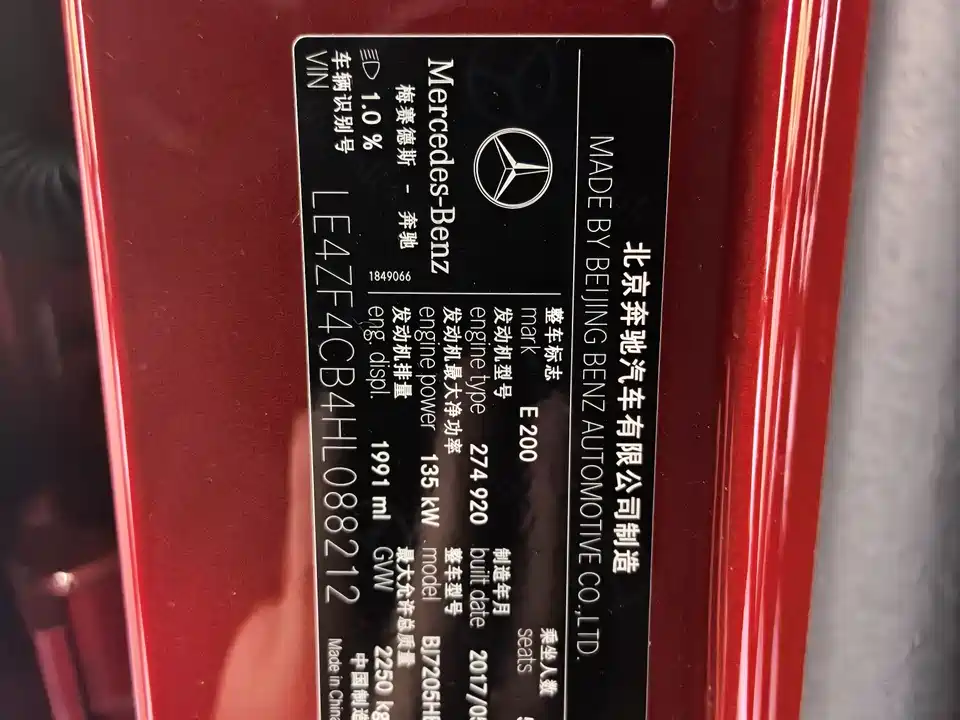 北京奔驰汽车有限公司制造
MADE BY BEIJING BENZ AUTOMOTIVE CO.,LTD.
Mercedes-Benz
梅赛德斯 - 奔驰
1849066
1.0 %
整车标志
mark E 200
乘坐人数
seats 5
发动机型号
engine type 274 920
制造年月
built date 2017/05
发动机最大净功率
engine power 135 kW
整车型号
model BJ7205HE
发动机排量
eng. displ. 1991 ml
最大允许总质量
GVW 2250 kg
车辆识别号
VIN LE4ZF4CB4HL088212
中国制造
Made in China